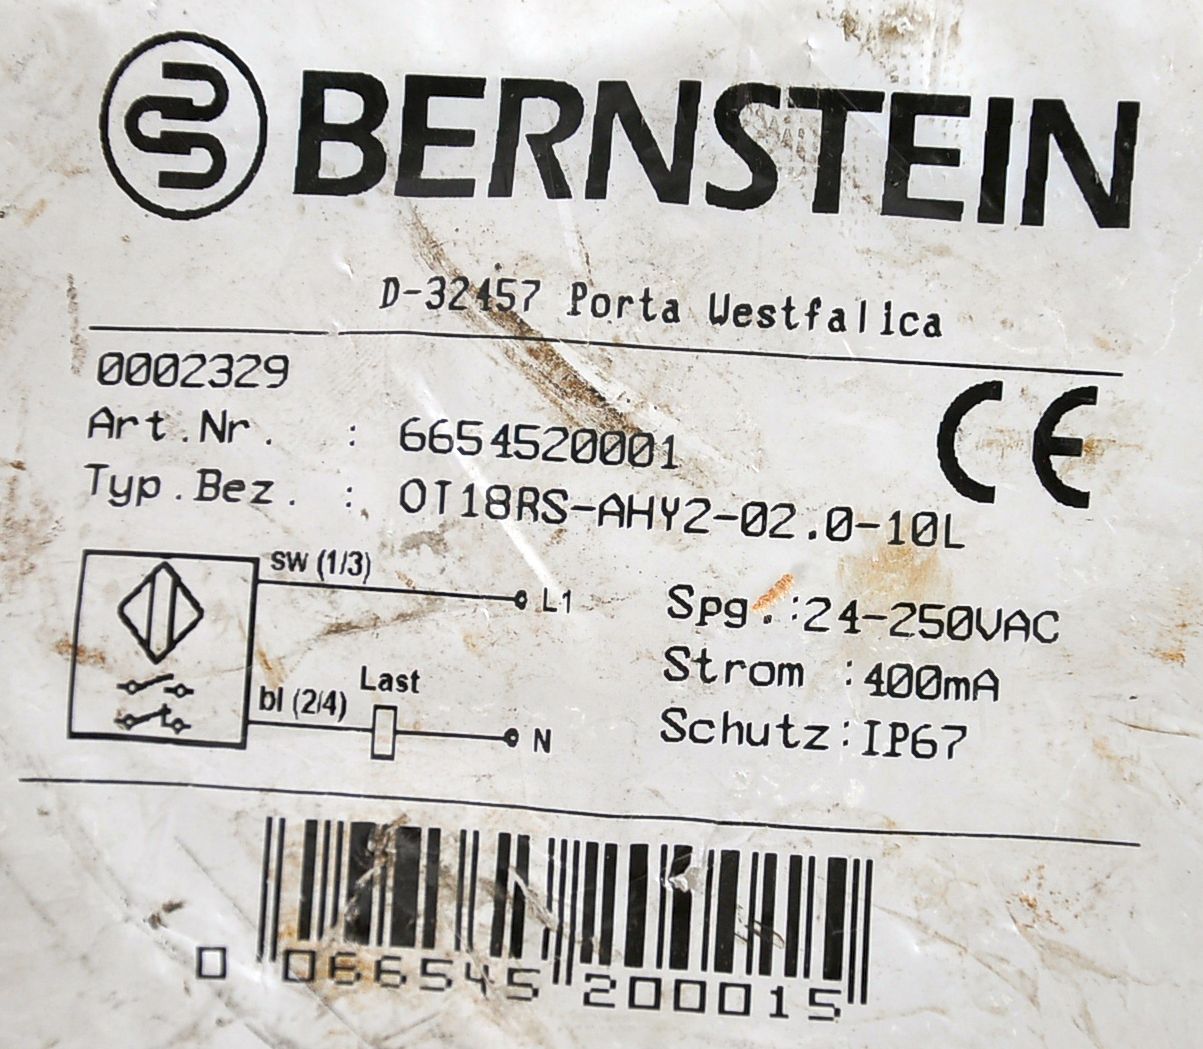 BERNSTEIN
D-32457 Porta Westfalica
0002329
Art.Nr. : 6654520001
Typ.Bez. : OT18RS-AHY2-02.0-10L
sw (1/3)
L1
bl (2/4)
Last
N
Spg.:24-250VAC
Strom :400mA
Schutz:IP67
CE
0 066545 200015